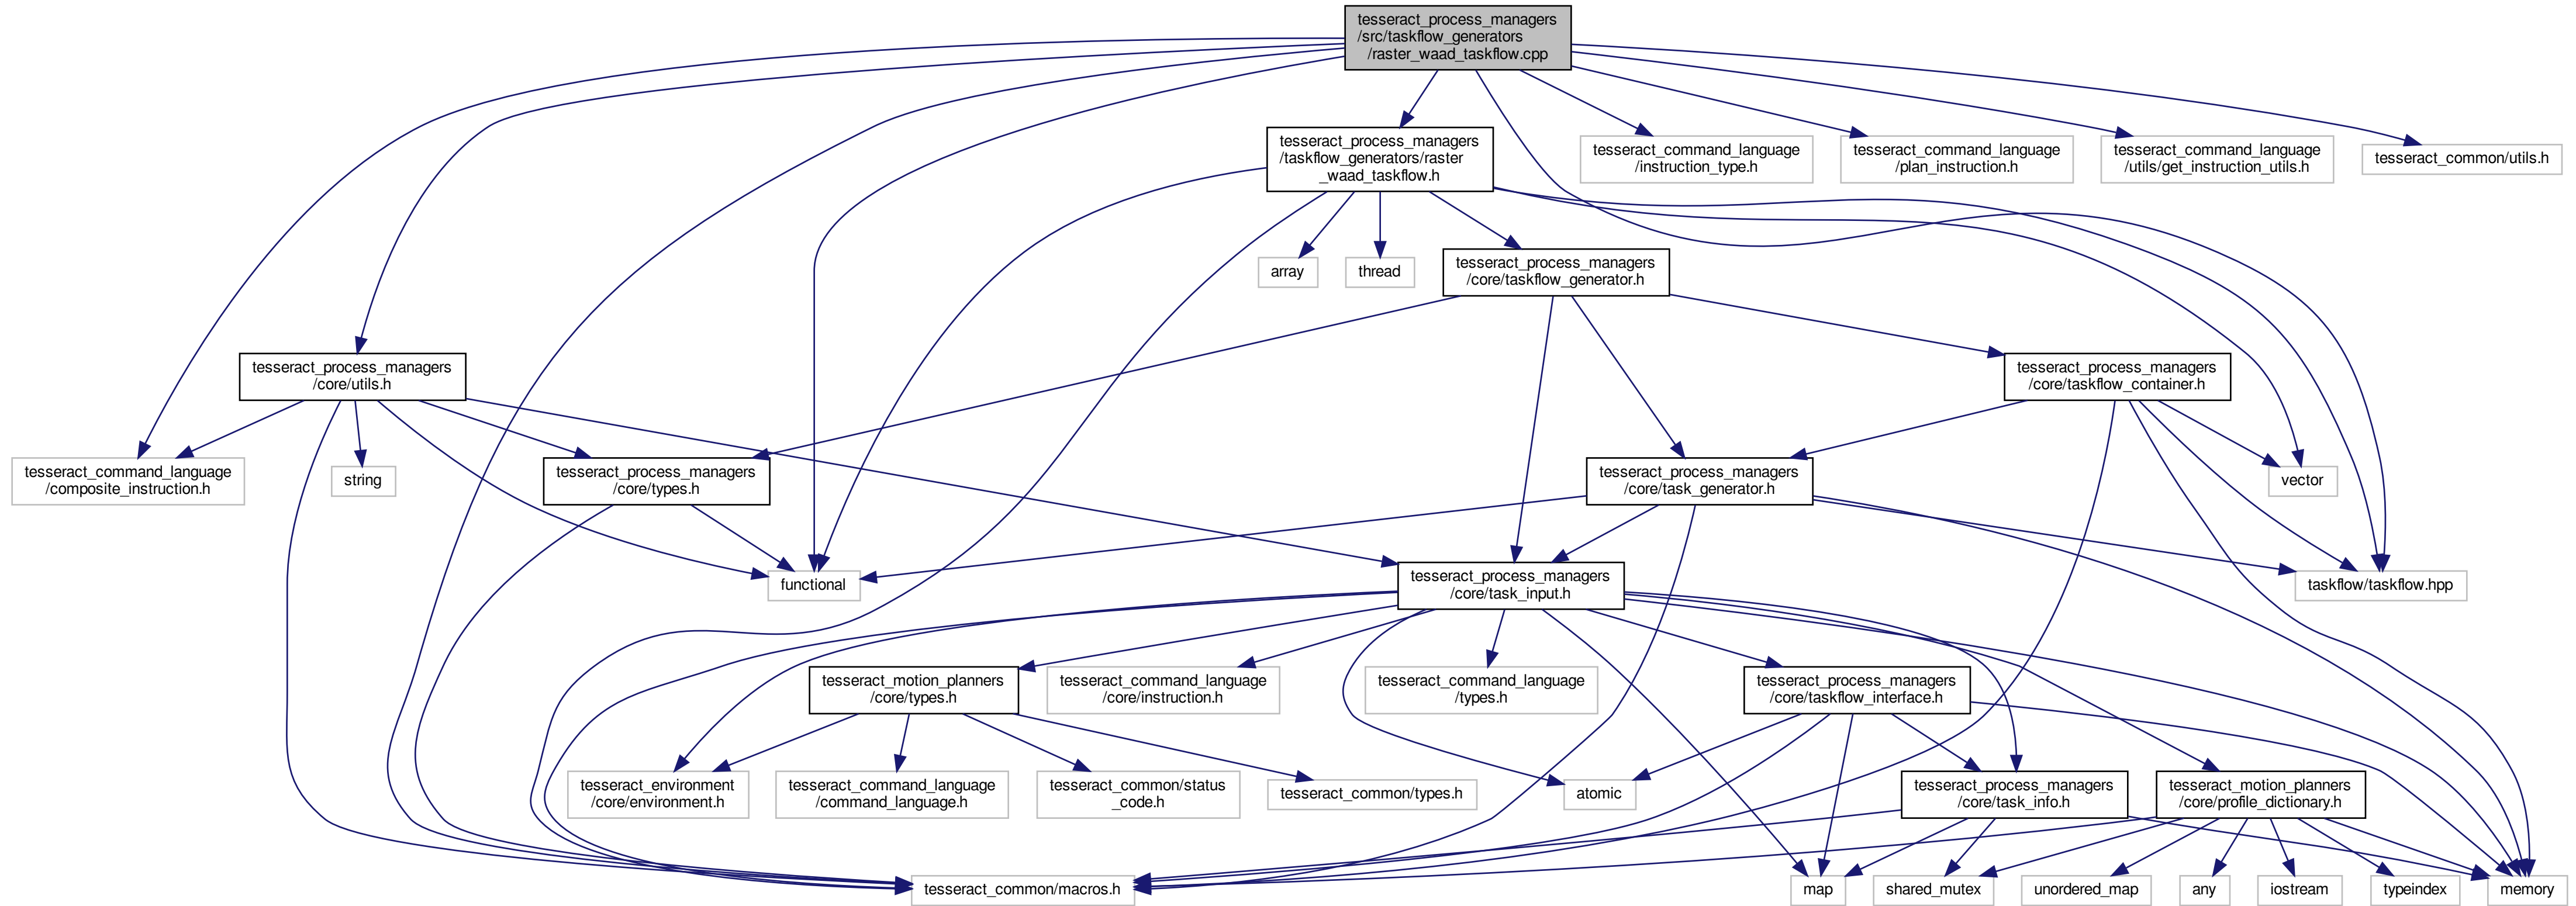 tesseract_process_managers
/src/taskflow_generators
/raster_waad_taskflow.cpp
tesseract_process_managers
/taskflow_generators/raster
_waad_taskflow.h
tesseract_command_language
/instruction_type.h
tesseract_command_language
/plan_instruction.h
tesseract_command_language
/utils/get_instruction_utils.h
tesseract_common/utils.h
array
thread
tesseract_process_managers
/core/taskflow_generator.h
tesseract_process_managers
/core/utils.h
tesseract_process_managers
/core/taskflow_container.h
tesseract_command_language
/composite_instruction.h
string
tesseract_process_managers
/core/types.h
tesseract_process_managers
/core/task_generator.h
vector
functional
tesseract_process_managers
/core/task_input.h
taskflow/taskflow.hpp
tesseract_motion_planners
/core/types.h
tesseract_command_language
/core/instruction.h
tesseract_command_language
/types.h
tesseract_process_managers
/core/taskflow_interface.h
tesseract_environment
/core/environment.h
tesseract_command_language
/command_language.h
tesseract_common/status
_code.h
tesseract_common/types.h
atomic
tesseract_process_managers
/core/task_info.h
tesseract_motion_planners
/core/profile_dictionary.h
tesseract_common/macros.h
map
shared_mutex
unordered_map
any
iostream
typeindex
memory